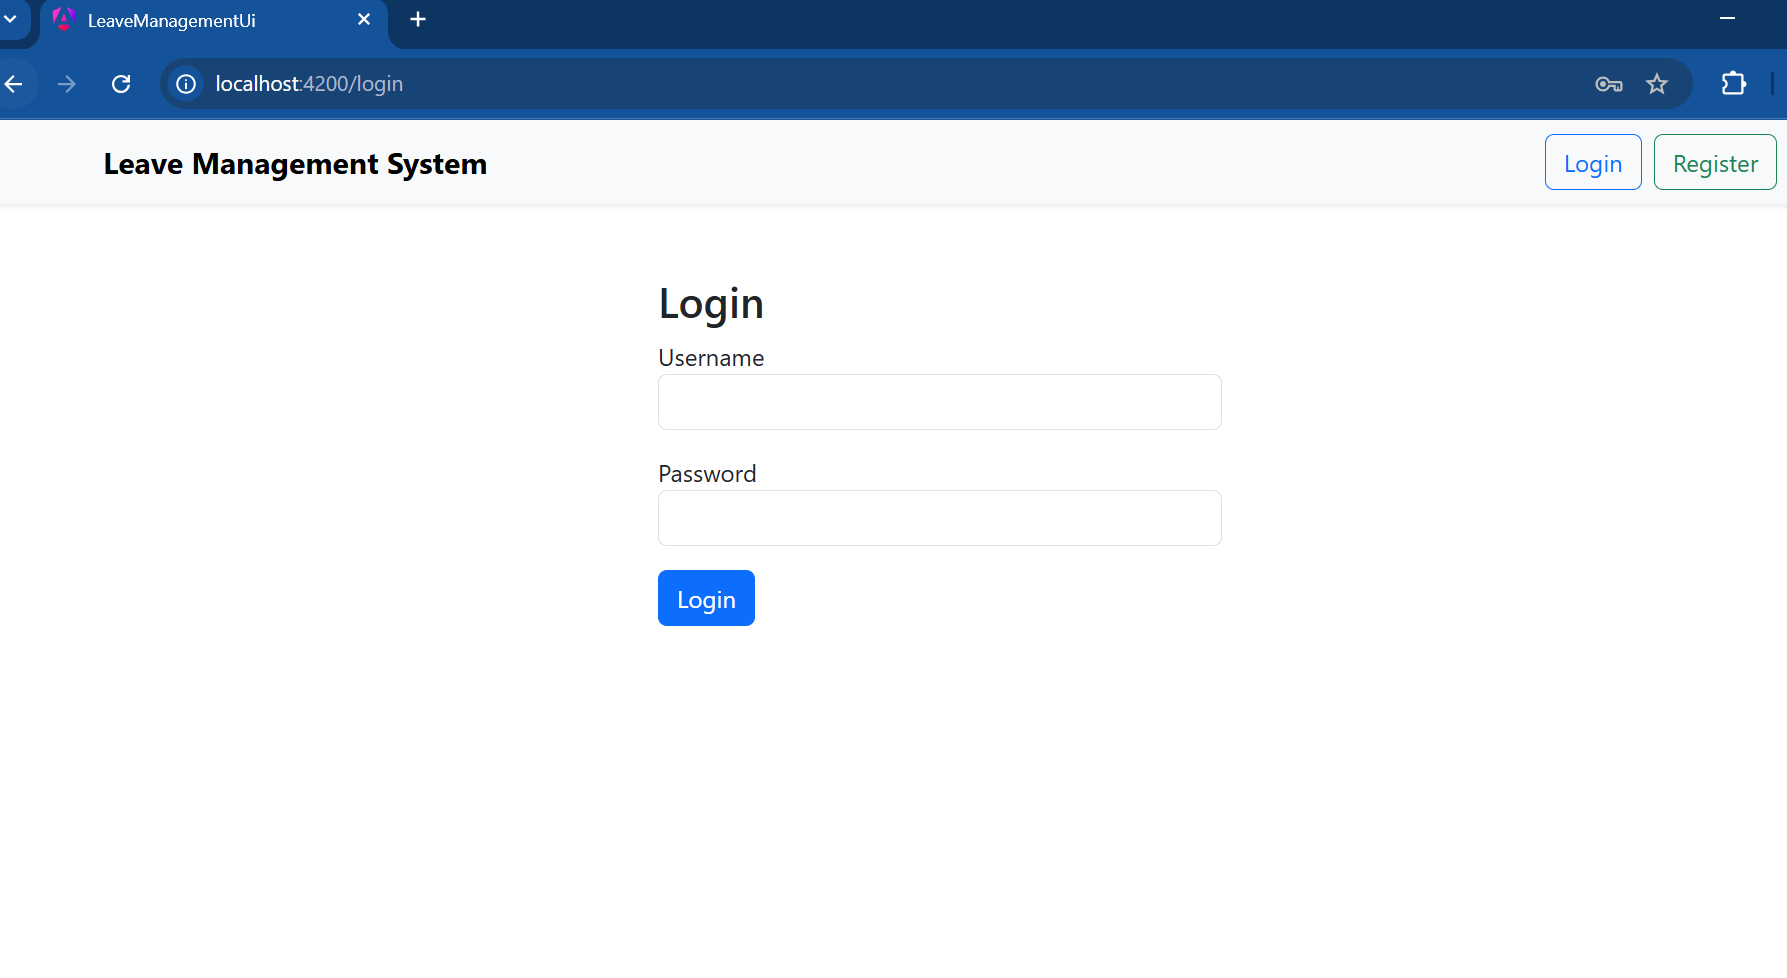 LeaveManagementUi
localhost:4200/login
Leave Management System
Login Register
Login
Username
Password
Login